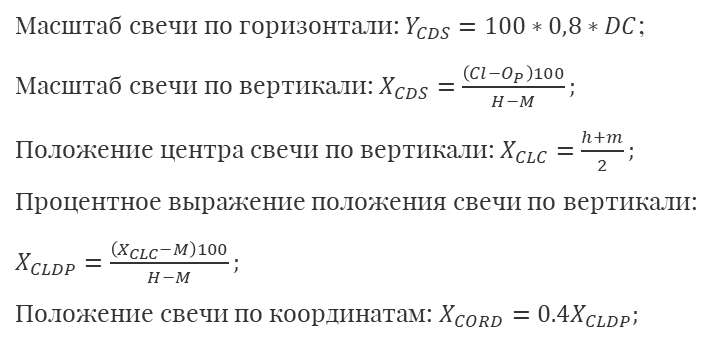 Масштаб свечи по горизонтали: Y_CDS = 100 * 0,8 * DC;
Масштаб свечи по вертикали: X_CDS = (Cl−O_P)100 / H−M ;
Положение центра свечи по вертикали: X_CLC = h+m / 2 ;
Процентное выражение положения свечи по вертикали:
X_CLDP = (X_CLC−M)100 / H−M ;
Положение свечи по координатам: X_CORD = 0.4X_CLDP;